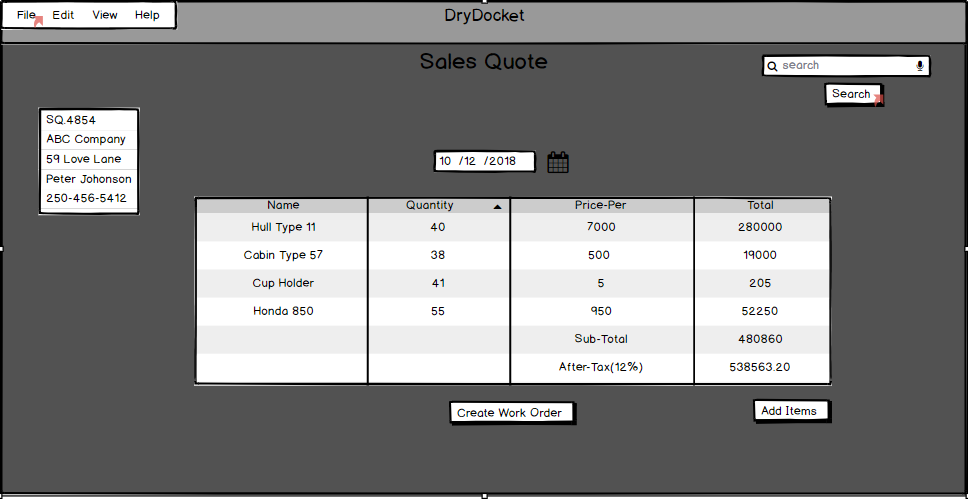 File Edit View Help
DryDocket
Sales Quote
search
Search
SQ.4854
ABC Company
59 Love Lane
Peter Johonson
250-456-5412
10 /12 /2018
Name Quantity Price-Per Total
Hull Type 11 40 7000 280000
Cabin Type 57 38 500 19000
Cup Holder 41 5 205
Honda 850 55 950 52250
Sub-Total 480860
After-Tax(12%) 538563.20
Create Work Order
Add Items